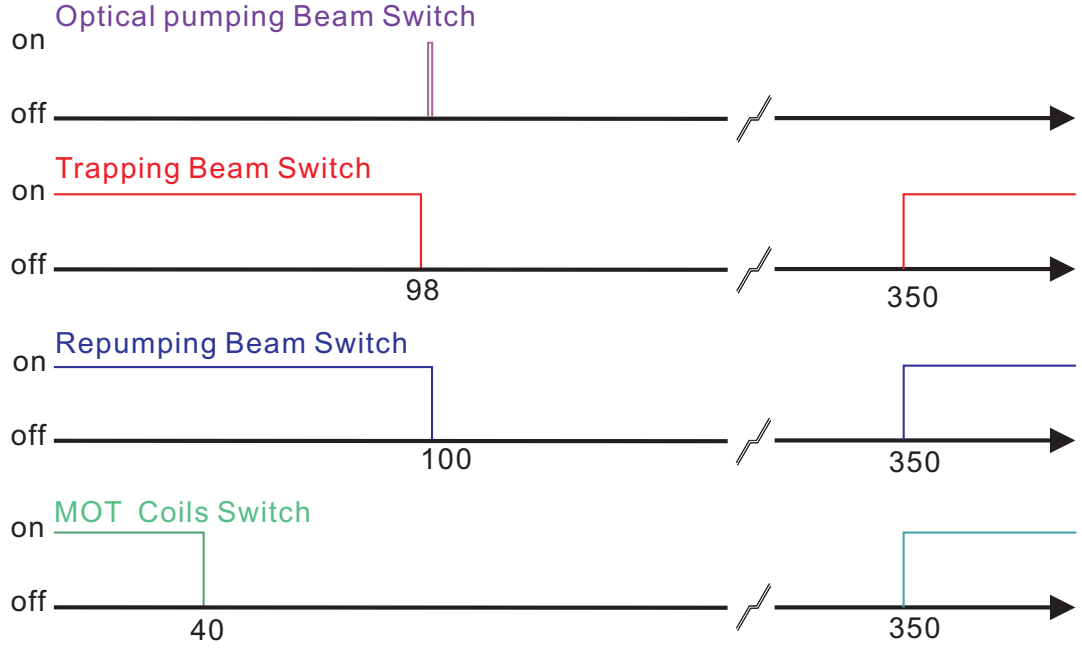 Optical pumping Beam Switch
on
off
Trapping Beam Switch
on
off
98
350
Repumping Beam Switch
on
off
100
350
MOT Coils Switch
on
off
40
350